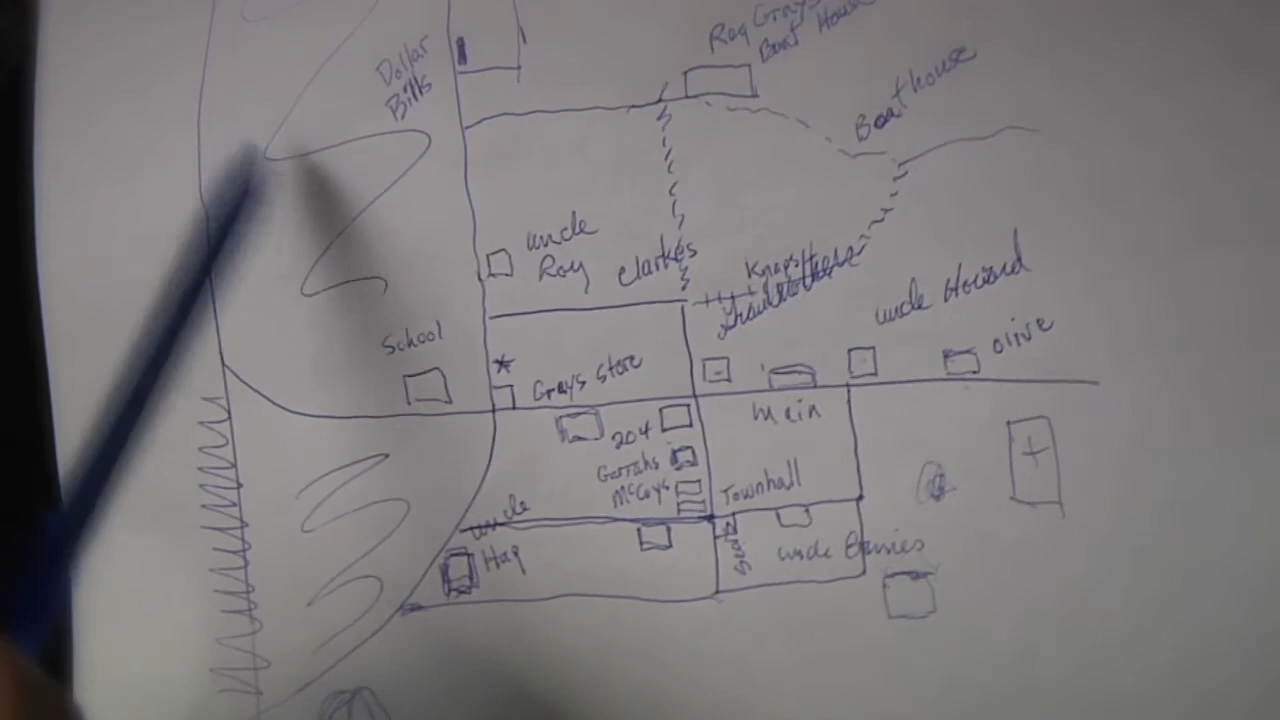 Roy Grays
Boat House
Dollar
Bills
Boathouse
uncle
Roy
Clarkes
Knaps
uncle Howard
School
olive
Grays Store
main
204
Garrahs
McCoys
Townhall
uncle
Hap
uncle Ernies